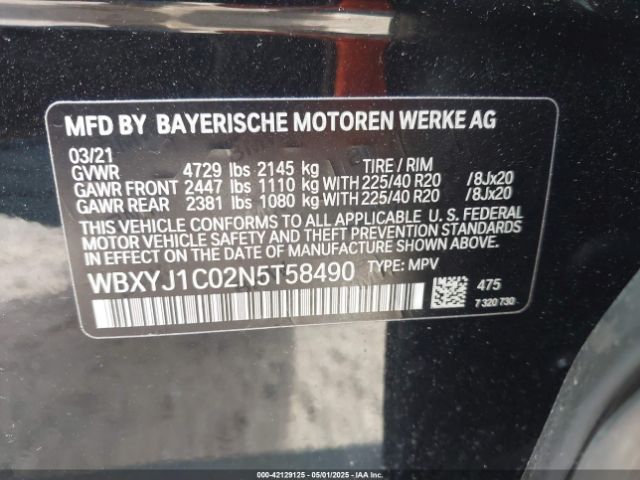 MFD BY BAYERISCHE MOTOREN WERKE AG
03/21
GVWR 4729 lbs 2145 kg TIRE / RIM
GAWR FRONT 2447 lbs 1110 kg WITH 225/40 R20 /8Jx20
GAWR REAR 2381 lbs 1080 kg WITH 225/40 R20 /8Jx20
THIS VEHICLE CONFORMS TO ALL APPLICABLE U. S. FEDERAL
MOTOR VEHICLE SAFETY AND THEFT PREVENTION STANDARDS
IN EFFECT ON THE DATE OF MANUFACTURE SHOWN ABOVE.
WBXYJ1C02N5T58490 TYPE: MPV
475
7 320 730
000-42129125 - 05/01/2025 - IAAI.COM